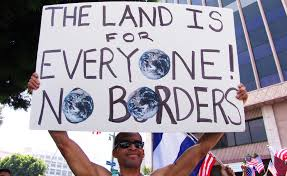 THE LAND IS
FOR
EVERYONE!
NO BORDERS